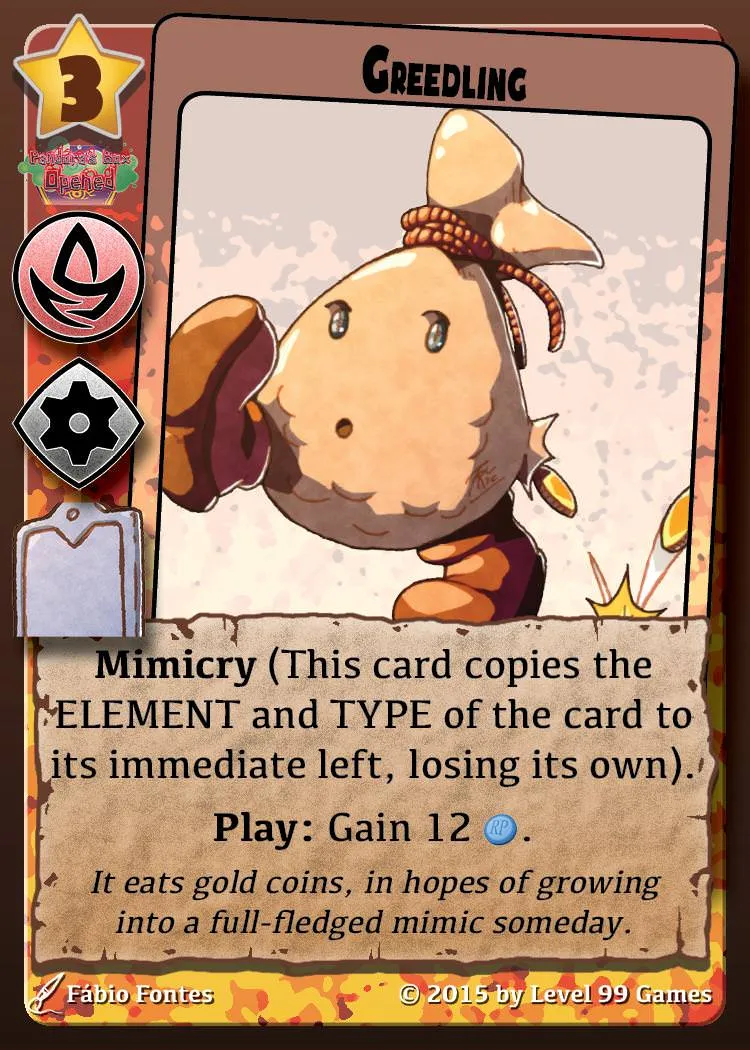 3
GREEDLING
Pandora's Box
Opened
Mimicry (This card copies the
ELEMENT and TYPE of the card to
its immediate left, losing its own).
Play: Gain 12 RP.
It eats gold coins, in hopes of growing
into a full-fledged mimic someday.
Fábio Fontes
© 2015 by Level 99 Games